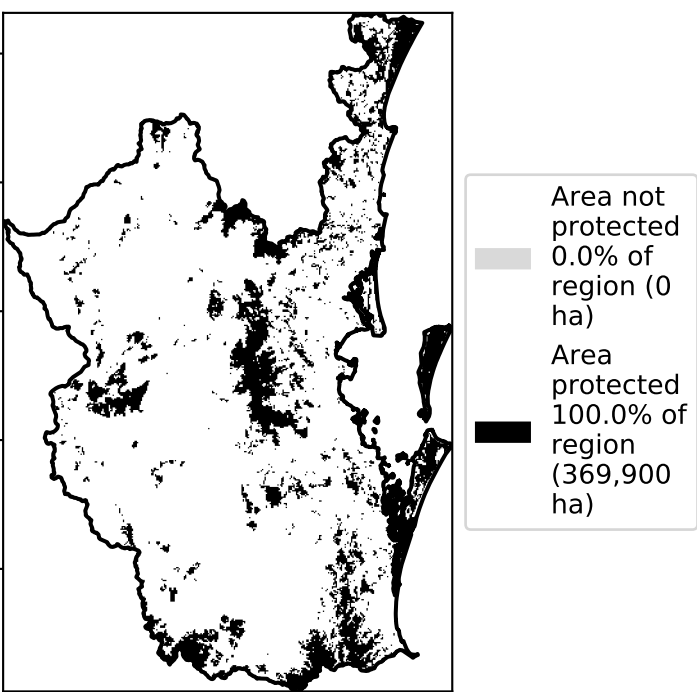 Area not
protected
0.0% of
region (0
ha)
Area
protected
100.0% of
region
(369,900
ha)